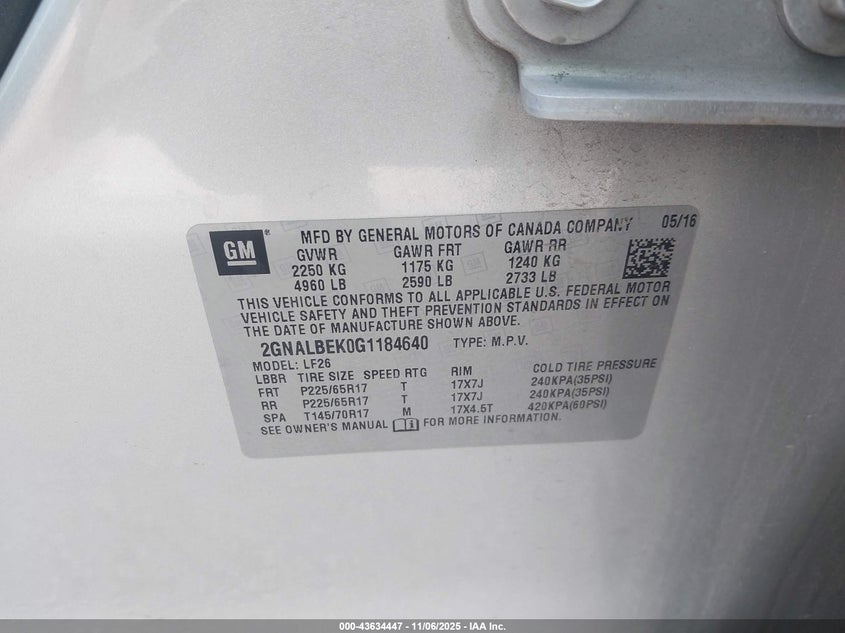 GM ® MFD BY GENERAL MOTORS OF CANADA COMPANY 05/16
GVWR GAWR FRT GAWR RR
2250 KG 1175 KG 1240 KG
4960 LB 2590 LB 2733 LB
THIS VEHICLE CONFORMS TO ALL APPLICABLE U.S. FEDERAL MOTOR
VEHICLE SAFETY AND THEFT PREVENTION STANDARDS IN EFFECT ON
THE DATE OF MANUFACTURE SHOWN ABOVE.
2GNALBEK0G1184640 TYPE: M.P.V.
MODEL: LF26
LBBR TIRE SIZE SPEED RTG RIM COLD TIRE PRESSURE
FRT P225/65R17 T 17X7J 240KPA(35PSI)
RR P225/65R17 T 17X7J 240KPA(35PSI)
SPA T145/70R17 M 17X4.5T 420KPA(60PSI)
SEE OWNER'S MANUAL FOR MORE INFORMATION.
000-43634447 - 11/06/2025 - IAA Inc.